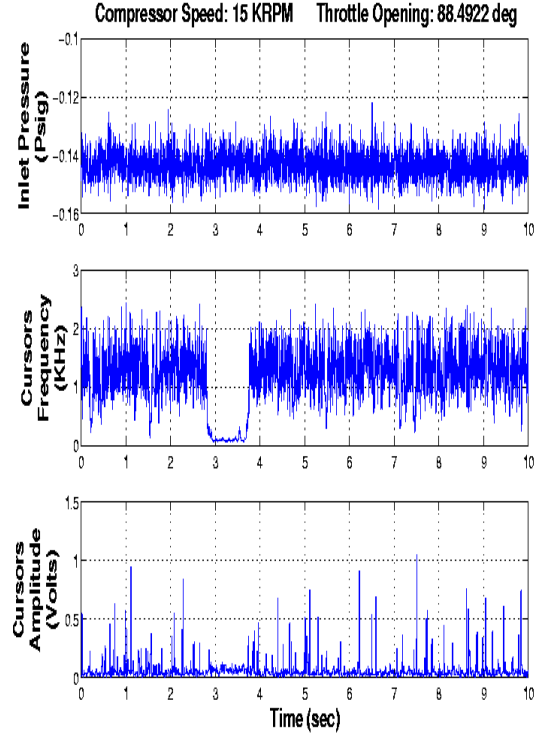 Compressor Speed: 15 KRPM Throttle Opening: 88.4922 deg
Inlet Pressure
(Psig)
-0.1
-0.12
-0.14
-0.16
0 1 2 3 4 5 6 7 8 9 10
Cursors
Frequency
(KHz)
3
2
1
0
0 1 2 3 4 5 6 7 8 9 10
Cursors
Amplitude
(Volts)
1.5
1
0.5
0
0 1 2 3 4 5 6 7 8 9 10
Time (sec)